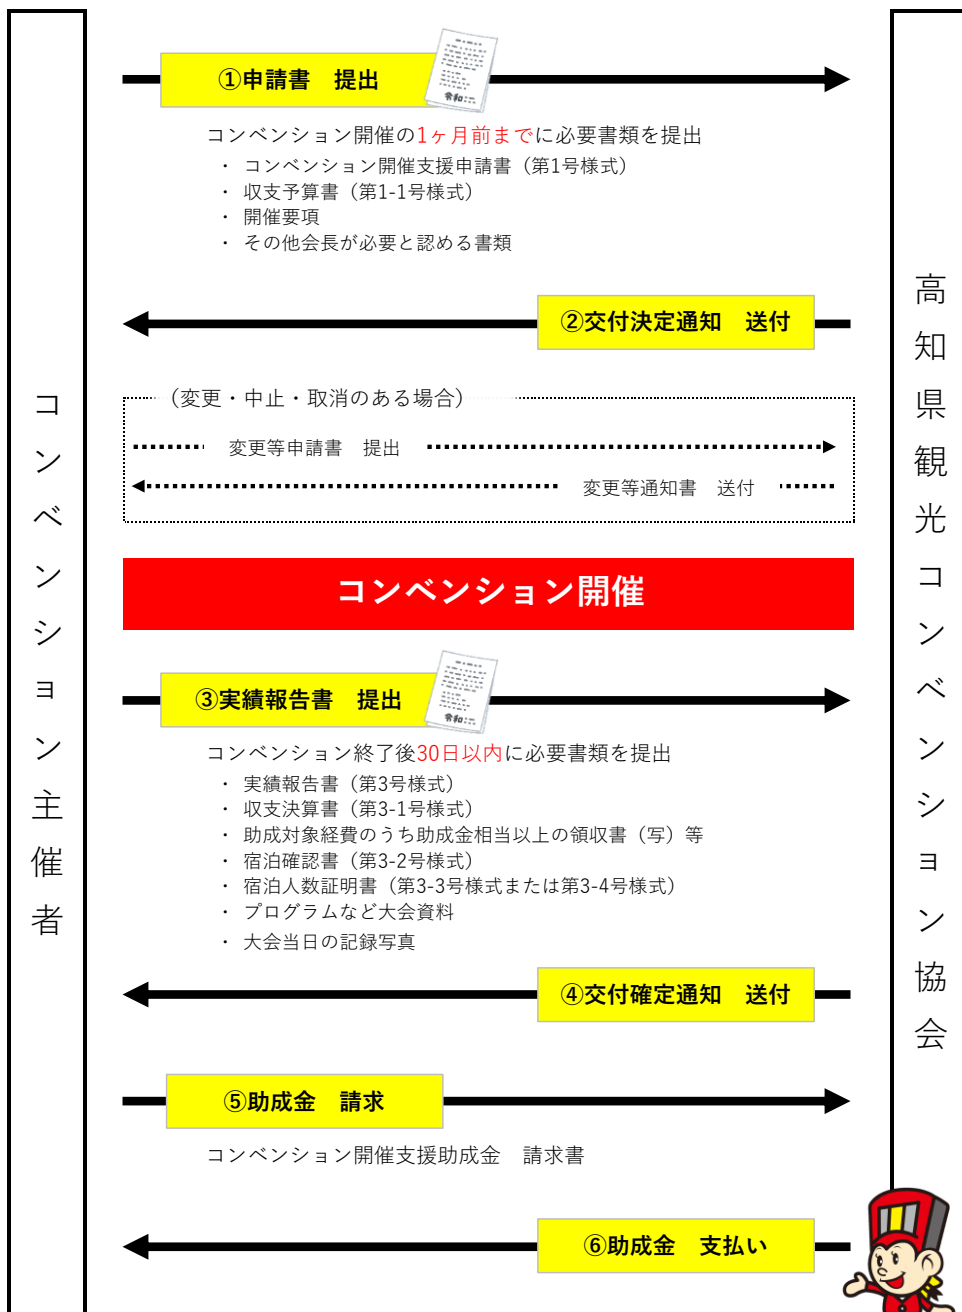 コンベンション主催者
高知県観光コンベンション協会
①申請書　提出
令和
コンベンション開催の1ヶ月前までに必要書類を提出
・ コンベンション開催支援申請書（第1号様式）
・ 収支予算書（第1-1号様式）
・ 開催要項
・ その他会長が必要と認める書類
②交付決定通知　送付
（変更・中止・取消のある場合）
変更等申請書　提出
変更等通知書　送付
コンベンション開催
③実績報告書　提出
令和
コンベンション終了後30日以内に必要書類を提出
・ 実績報告書（第3号様式）
・ 収支決算書（第3-1号様式）
・ 助成対象経費のうち助成金相当以上の領収書（写）等
・ 宿泊確認書（第3-2号様式）
・ 宿泊人数証明書（第3-3号様式または第3-4号様式）
・ プログラムなど大会資料
・ 大会当日の記録写真
④交付確定通知　送付
⑤助成金　請求
コンベンション開催支援助成金　請求書
⑥助成金　支払い